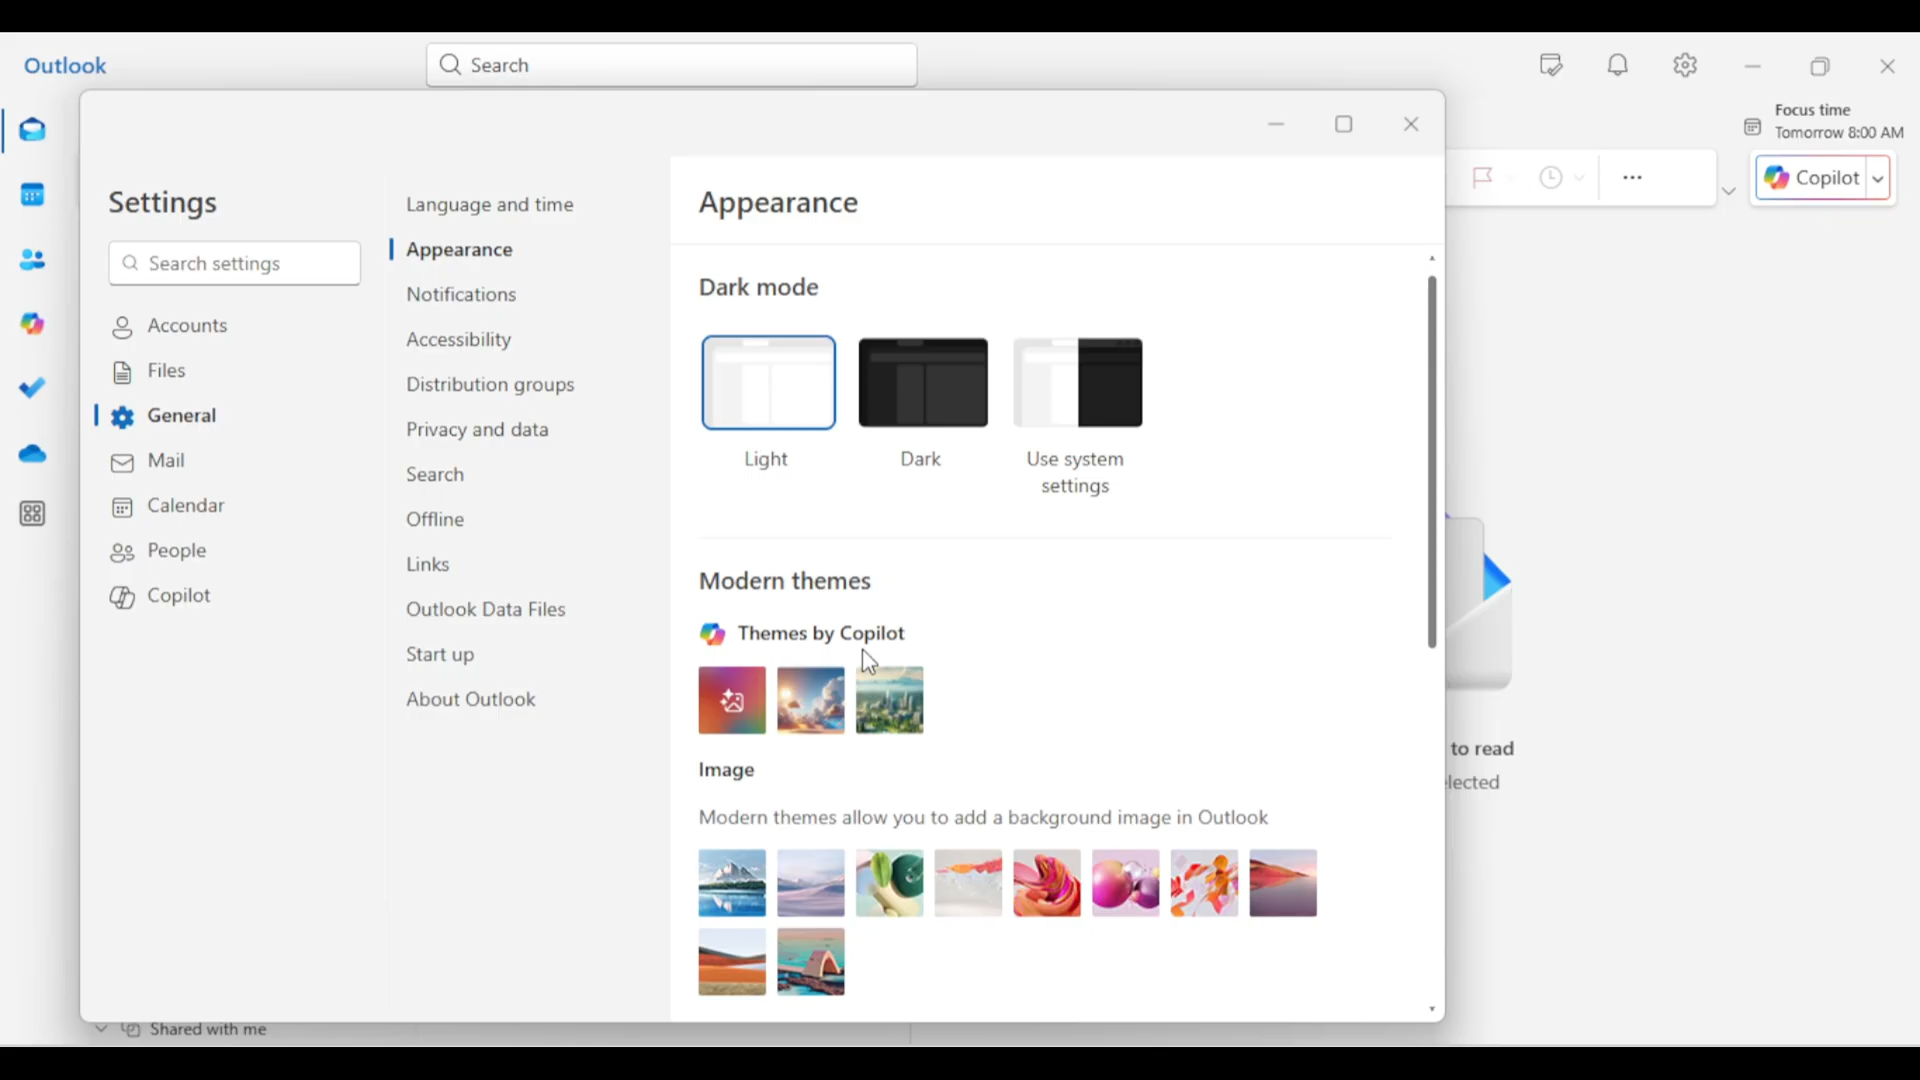 Outlook
Search
Focus time
Tomorrow 8:00 AM
Copilot
Settings
Search settings
Accounts
Files
General
Mail
Calendar
People
Copilot
Language and time
Appearance
Notifications
Accessibility
Distribution groups
Privacy and data
Search
Offline
Links
Outlook Data Files
Start up
About Outlook
Appearance
Dark mode
Light
Dark
Use system
settings
Modern themes
Themes by Copilot
Image
Modern themes allow you to add a background image in Outlook
to read
lected
Shared with me